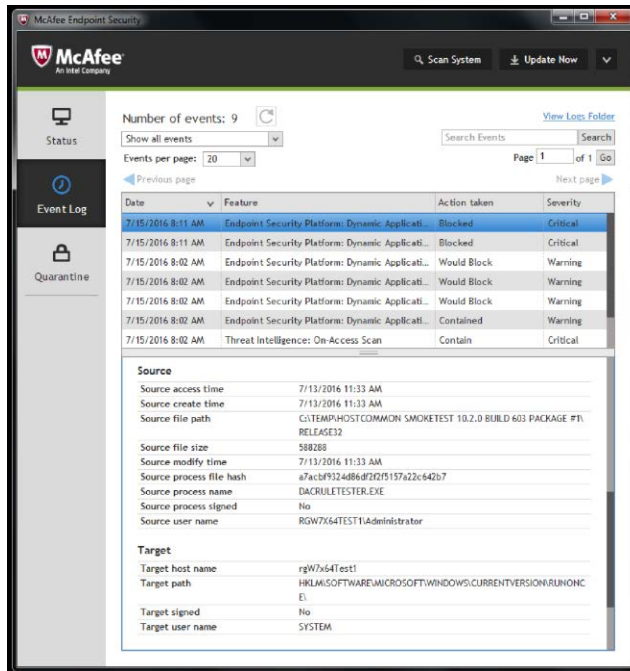 McAfee Endpoint Security
McAfee
An Intel Company
Scan System
Update Now
Status
Event Log
Quarantine
Number of events: 9
View Logs Folder
Show all events
Search Events
Search
Events per page: 20
Page 1 of 1 Go
Previous page
Next page
Date Feature Action taken Severity
7/15/2016 8:11 AM Endpoint Security Platform: Dynamic Applicati... Blocked Critical
7/15/2016 8:11 AM Endpoint Security Platform: Dynamic Applicati... Blocked Critical
7/15/2016 8:02 AM Endpoint Security Platform: Dynamic Applicati... Would Block Warning
7/15/2016 8:02 AM Endpoint Security Platform: Dynamic Applicati... Would Block Warning
7/15/2016 8:02 AM Endpoint Security Platform: Dynamic Applicati... Would Block Warning
7/15/2016 8:02 AM Endpoint Security Platform: Dynamic Applicati... Contained Warning
7/15/2016 8:02 AM Threat Intelligence: On-Access Scan Contain Critical
Source
Source access time 7/13/2016 11:33 AM
Source create time 7/13/2016 11:33 AM
Source file path C:\TEMP\HOSTCOMMON SMOKETEST 10.2.0 BUILD 603 PACKAGE #1\
RELEASE32
Source file size 588288
Source modify time 7/13/2016 11:33 AM
Source process file hash a7acbf9324d86df2f2f5157a22c642b7
Source process name DACRULETESTER.EXE
Source process signed No
Source user name RGW7X64TEST1\Administrator
Target
Target host name rgW7x64Test1
Target path HKLM\SOFTWARE\MICROSOFT\WINDOWS\CURRENTVERSION\RUNONC
E\
Target signed No
Target user name SYSTEM